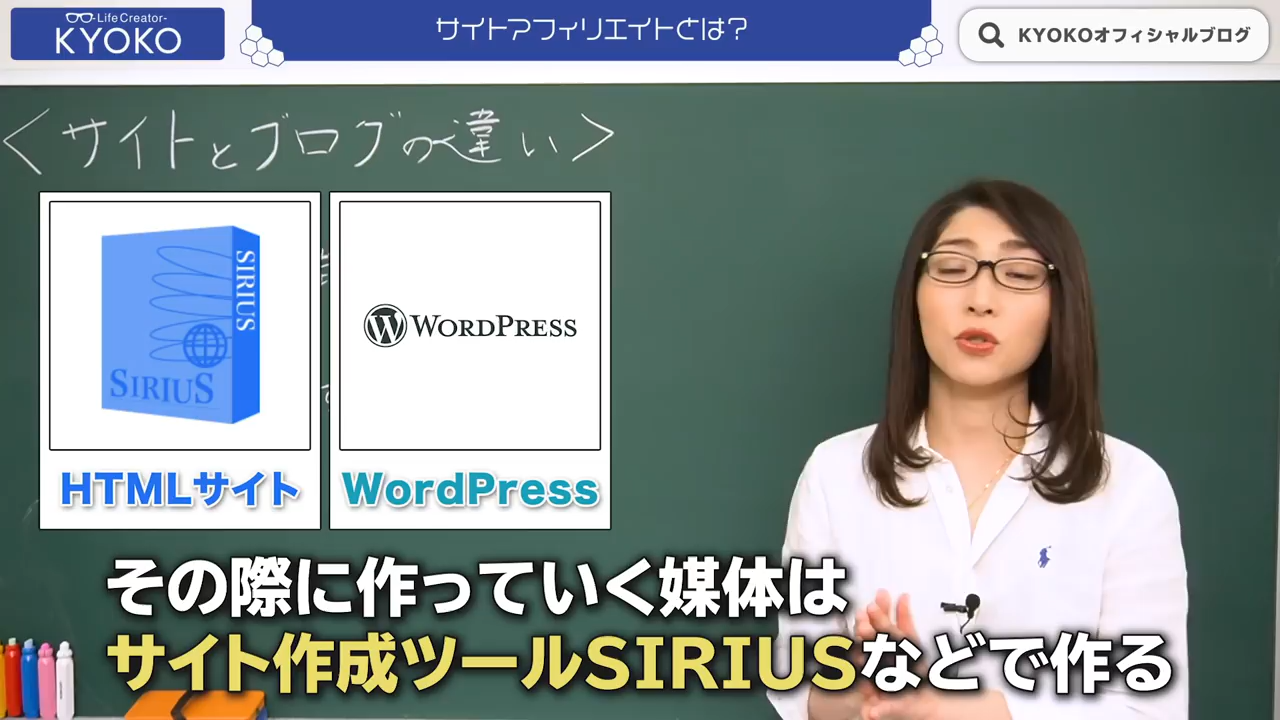 -Life Creator-
KYOKO
サイトアフィリエイトとは?
KYOKOオフィシャルブログ
<サイトとブログの違い>
SIRIUS
SIRIUS
WORDPRESS
HTMLサイト
WordPress
その際に作っていく媒体は
サイト作成ツールSIRIUSなどで作る